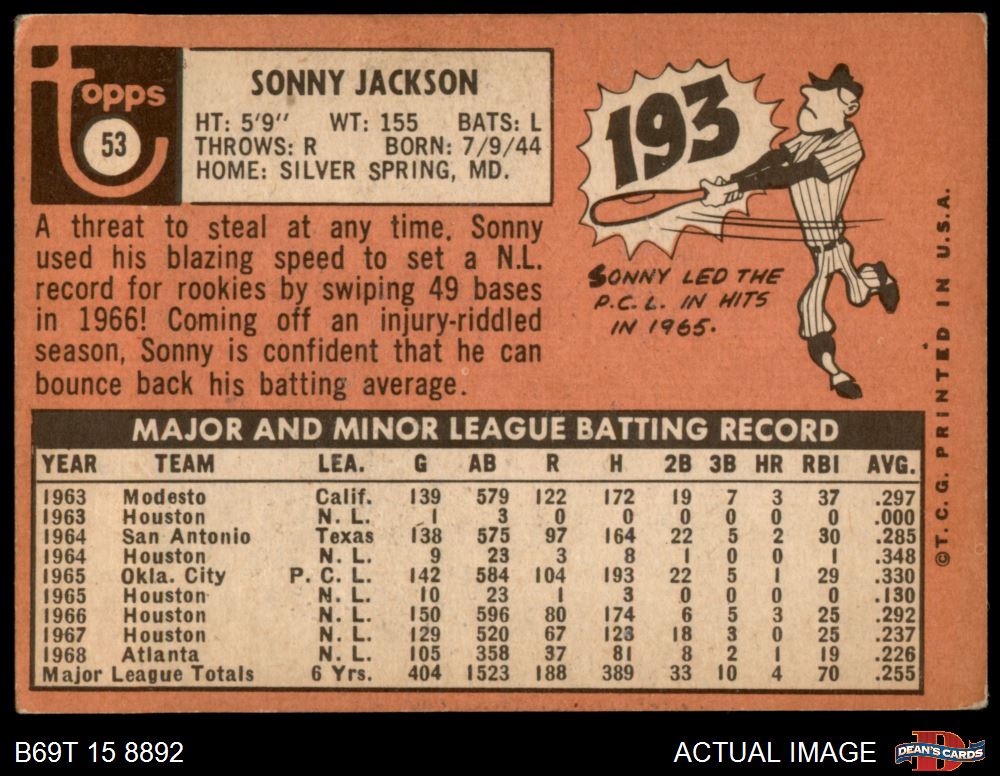 topps
53
SONNY JACKSON
HT: 5'9" WT: 155 BATS: L
THROWS: R BORN: 7/9/44
HOME: SILVER SPRING, MD.
A threat to steal at any time, Sonny
used his blazing speed to set a N.L.
record for rookies by swiping 49 bases
in 1966! Coming off an injury-riddled
season, Sonny is confident that he can
bounce back his batting average.
193
SONNY LED THE
P.C.L. IN HITS
IN 1965.
©T.C.G. PRINTED IN U.S.A.
MAJOR AND MINOR LEAGUE BATTING RECORD
YEAR TEAM LEA. G AB R H 2B 3B HR RBI AVG.
1963 Modesto Calif. 139 579 122 172 19 7 3 37 .297
1963 Houston N. L. 1 3 0 0 0 0 0 0 .000
1964 San Antonio Texas 138 575 97 164 22 5 2 30 .285
1964 Houston N. L. 9 23 3 8 1 0 0 1 .348
1965 Okla. City P. C. L. 142 584 104 193 22 5 1 29 .330
1965 Houston N. L. 10 23 1 3 0 0 0 0 .130
1966 Houston N. L. 150 596 80 174 6 5 3 25 .292
1967 Houston N. L. 129 520 67 123 18 3 0 25 .237
1968 Atlanta N. L. 105 358 37 81 8 2 1 19 .226
Major League Totals 6 Yrs. 404 1523 188 389 33 10 4 70 .255
B69T 15 8892
ACTUAL IMAGE
DEAN'S CARDS